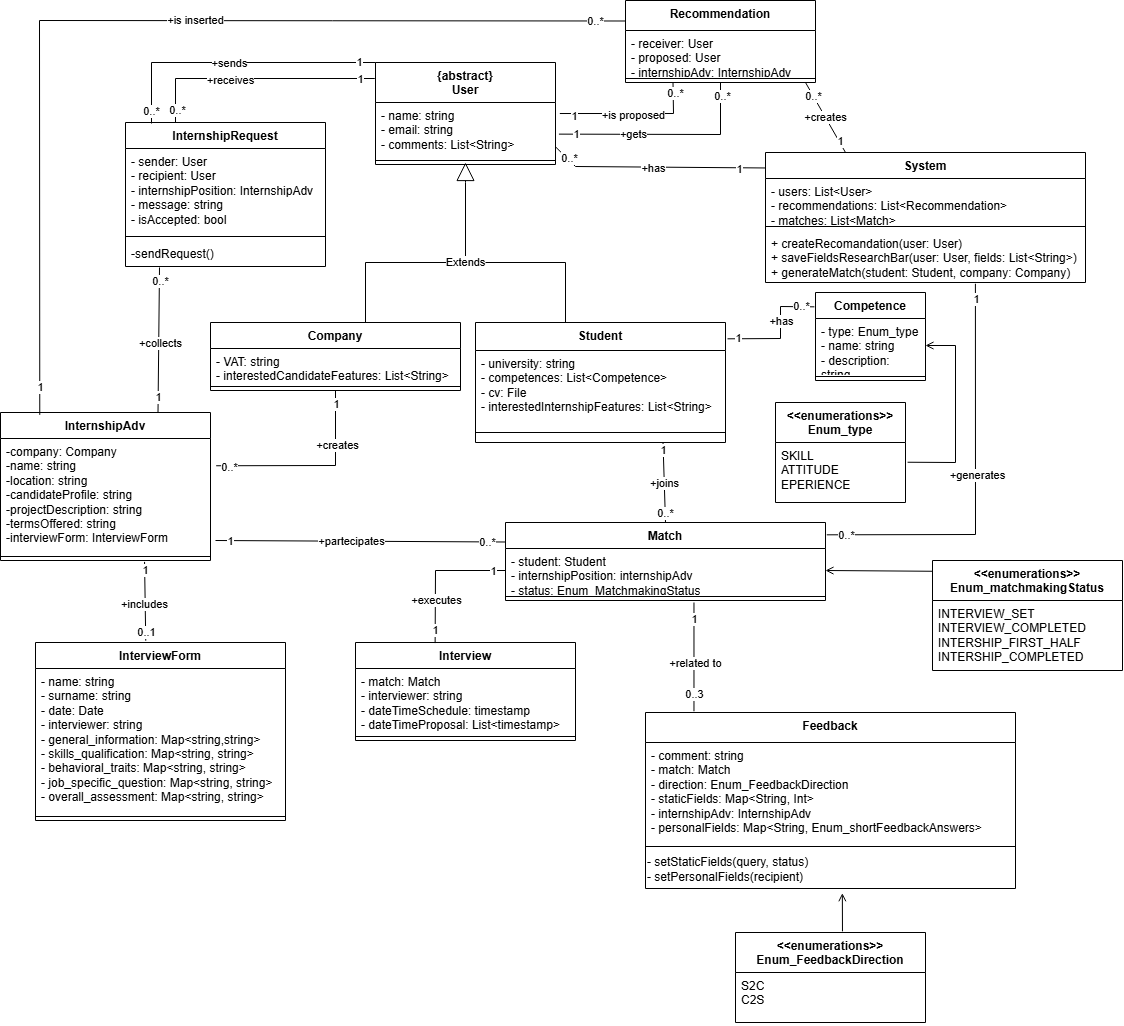 Recommendation
- receiver: User
- proposed: User
- internshipAdv: InternshipAdv
+is inserted
0..*
+sends
1
+receives
1
0..*
0..*
{abstract}
User
- name: string
- email: string
- comments: List<String>
0..*
0..*
1
+is proposed
1
+gets
0..*
+creates
1
0..*
+has
1
InternshipRequest
- sender: User
- recipient: User
- internshipPosition: InternshipAdv
- message: string
- isAccepted: bool
-sendRequest()
System
- users: List<User>
- recommendations: List<Recommendation>
- matches: List<Match>
+ createRecomandation(user: User)
+ saveFieldsResearchBar(user: User, fields: List<String>)
+ generateMatch(student: Student, company: Company)
Extends
0..*
+collects
1
1
1
Company
- VAT: string
- interestedCandidateFeatures: List<String>
Student
- university: string
- competences: List<Competence>
- cv: File
- interestedInternshipFeatures: List<String>
1
+has
0..*
Competence
- type: Enum_type
- name: string
- description:
string
1
+creates
0..*
<<enumerations>>
Enum_type
SKILL
ATTITUDE
EPERIENCE
1
+generates
0..*
InternshipAdv
-company: Company
-name: string
-location: string
-candidateProfile: string
-projectDescription: string
-termsOffered: string
-interviewForm: InterviewForm
1
+joins
0..*
1
+partecipates
0..*
Match
- student: Student
- internshipPosition: internshipAdv
- status: Enum_MatchmakingStatus
<<enumerations>>
Enum_matchmakingStatus
INTERVIEW_SET
INTERVIEW_COMPLETED
INTERSHIP_FIRST_HALF
INTERSHIP_COMPLETED
1
+includes
0..1
1
+executes
1
1
+related to
0..3
InterviewForm
- name: string
- surname: string
- date: Date
- interviewer: string
- general_information: Map<string,string>
- skills_qualification: Map<string, string>
- behavioral_traits: Map<string, string>
- job_specific_question: Map<string, string>
- overall_assessment: Map<string, string>
Interview
- match: Match
- interviewer: string
- dateTimeSchedule: timestamp
- dateTimeProposal: List<timestamp>
Feedback
- comment: string
- match: Match
- direction: Enum_FeedbackDirection
- staticFields: Map<String, Int>
- internshipAdv: InternshipAdv
- personalFields: Map<String, Enum_shortFeedbackAnswers>
- setStaticFields(query, status)
- setPersonalFields(recipient)
<<enumerations>>
Enum_FeedbackDirection
S2C
C2S